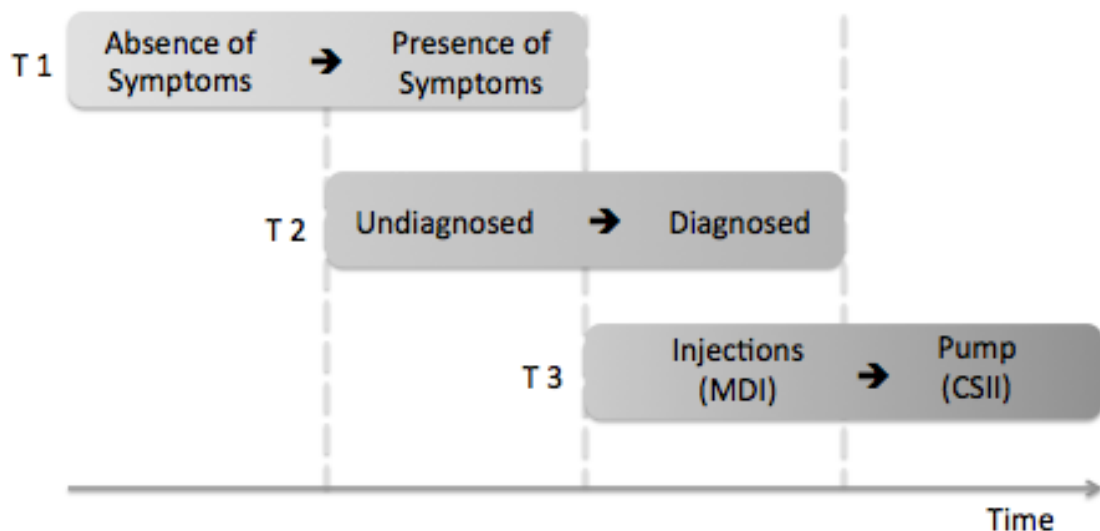 T 1
Absence of
Symptoms
➔
Presence of
Symptoms
T 2
Undiagnosed ➔ Diagnosed
T 3
Injections
(MDI)
➔
Pump
(CSII)
Time